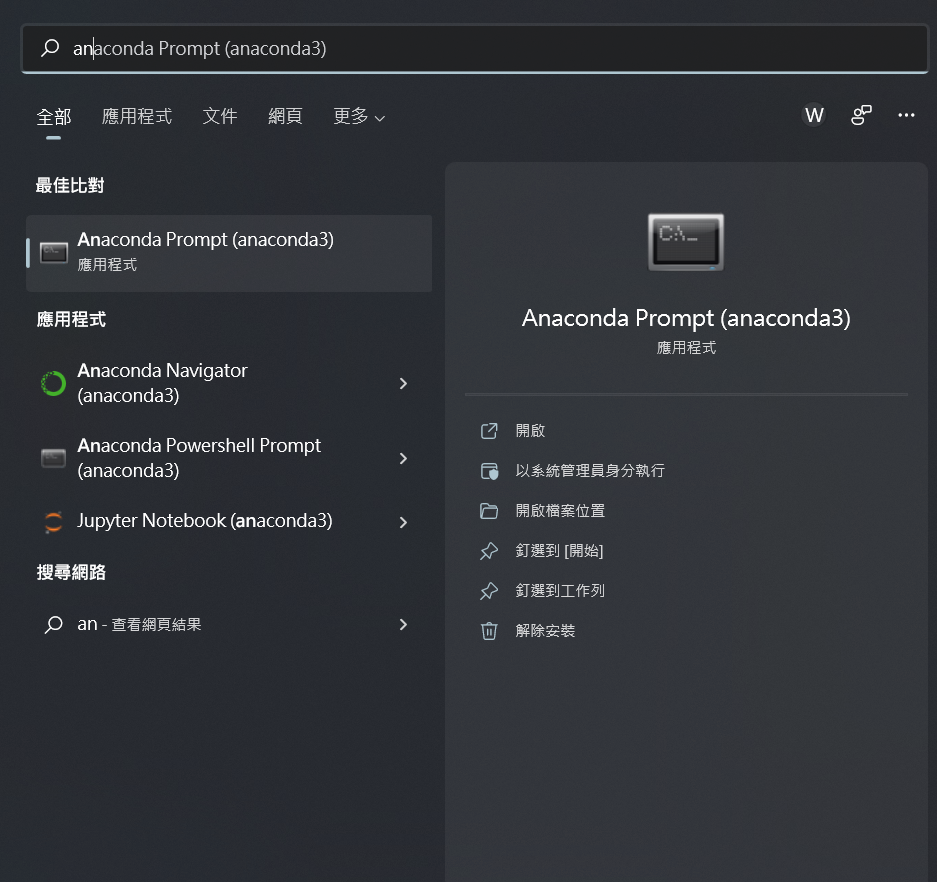 anaconda Prompt (anaconda3)
全部 應用程式 文件 網頁 更多
W
最佳比對
Anaconda Prompt (anaconda3)
應用程式
應用程式
Anaconda Navigator
(anaconda3)
Anaconda Powershell Prompt
(anaconda3)
Jupyter Notebook (anaconda3)
搜尋網路
an - 查看網頁結果
C:\_
Anaconda Prompt (anaconda3)
應用程式
開啟
以系統管理員身分執行
開啟檔案位置
釘選到 [開始]
釘選到工作列
解除安裝